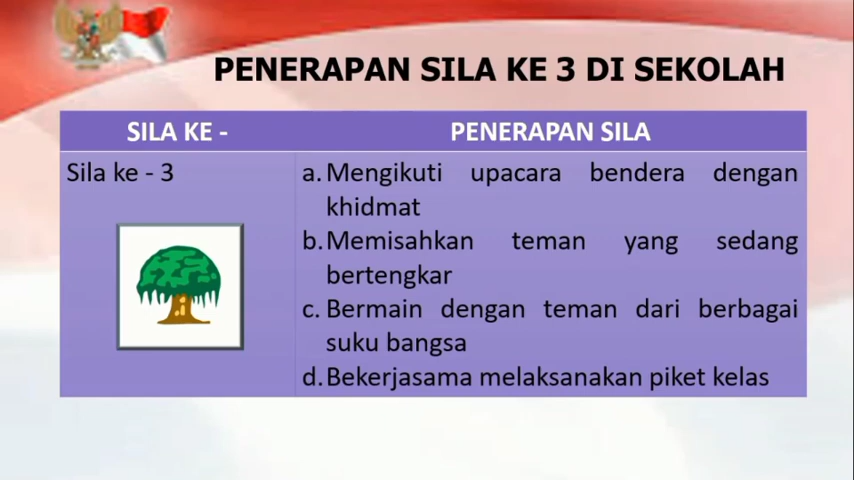 PENERAPAN SILA KE 3 DI SEKOLAH
SILA KE -
PENERAPAN SILA
Sila ke - 3
a. Mengikuti upacara bendera dengan
khidmat
b. Memisahkan teman yang sedang
bertengkar
c. Bermain dengan teman dari berbagai
suku bangsa
d. Bekerjasama melaksanakan piket kelas